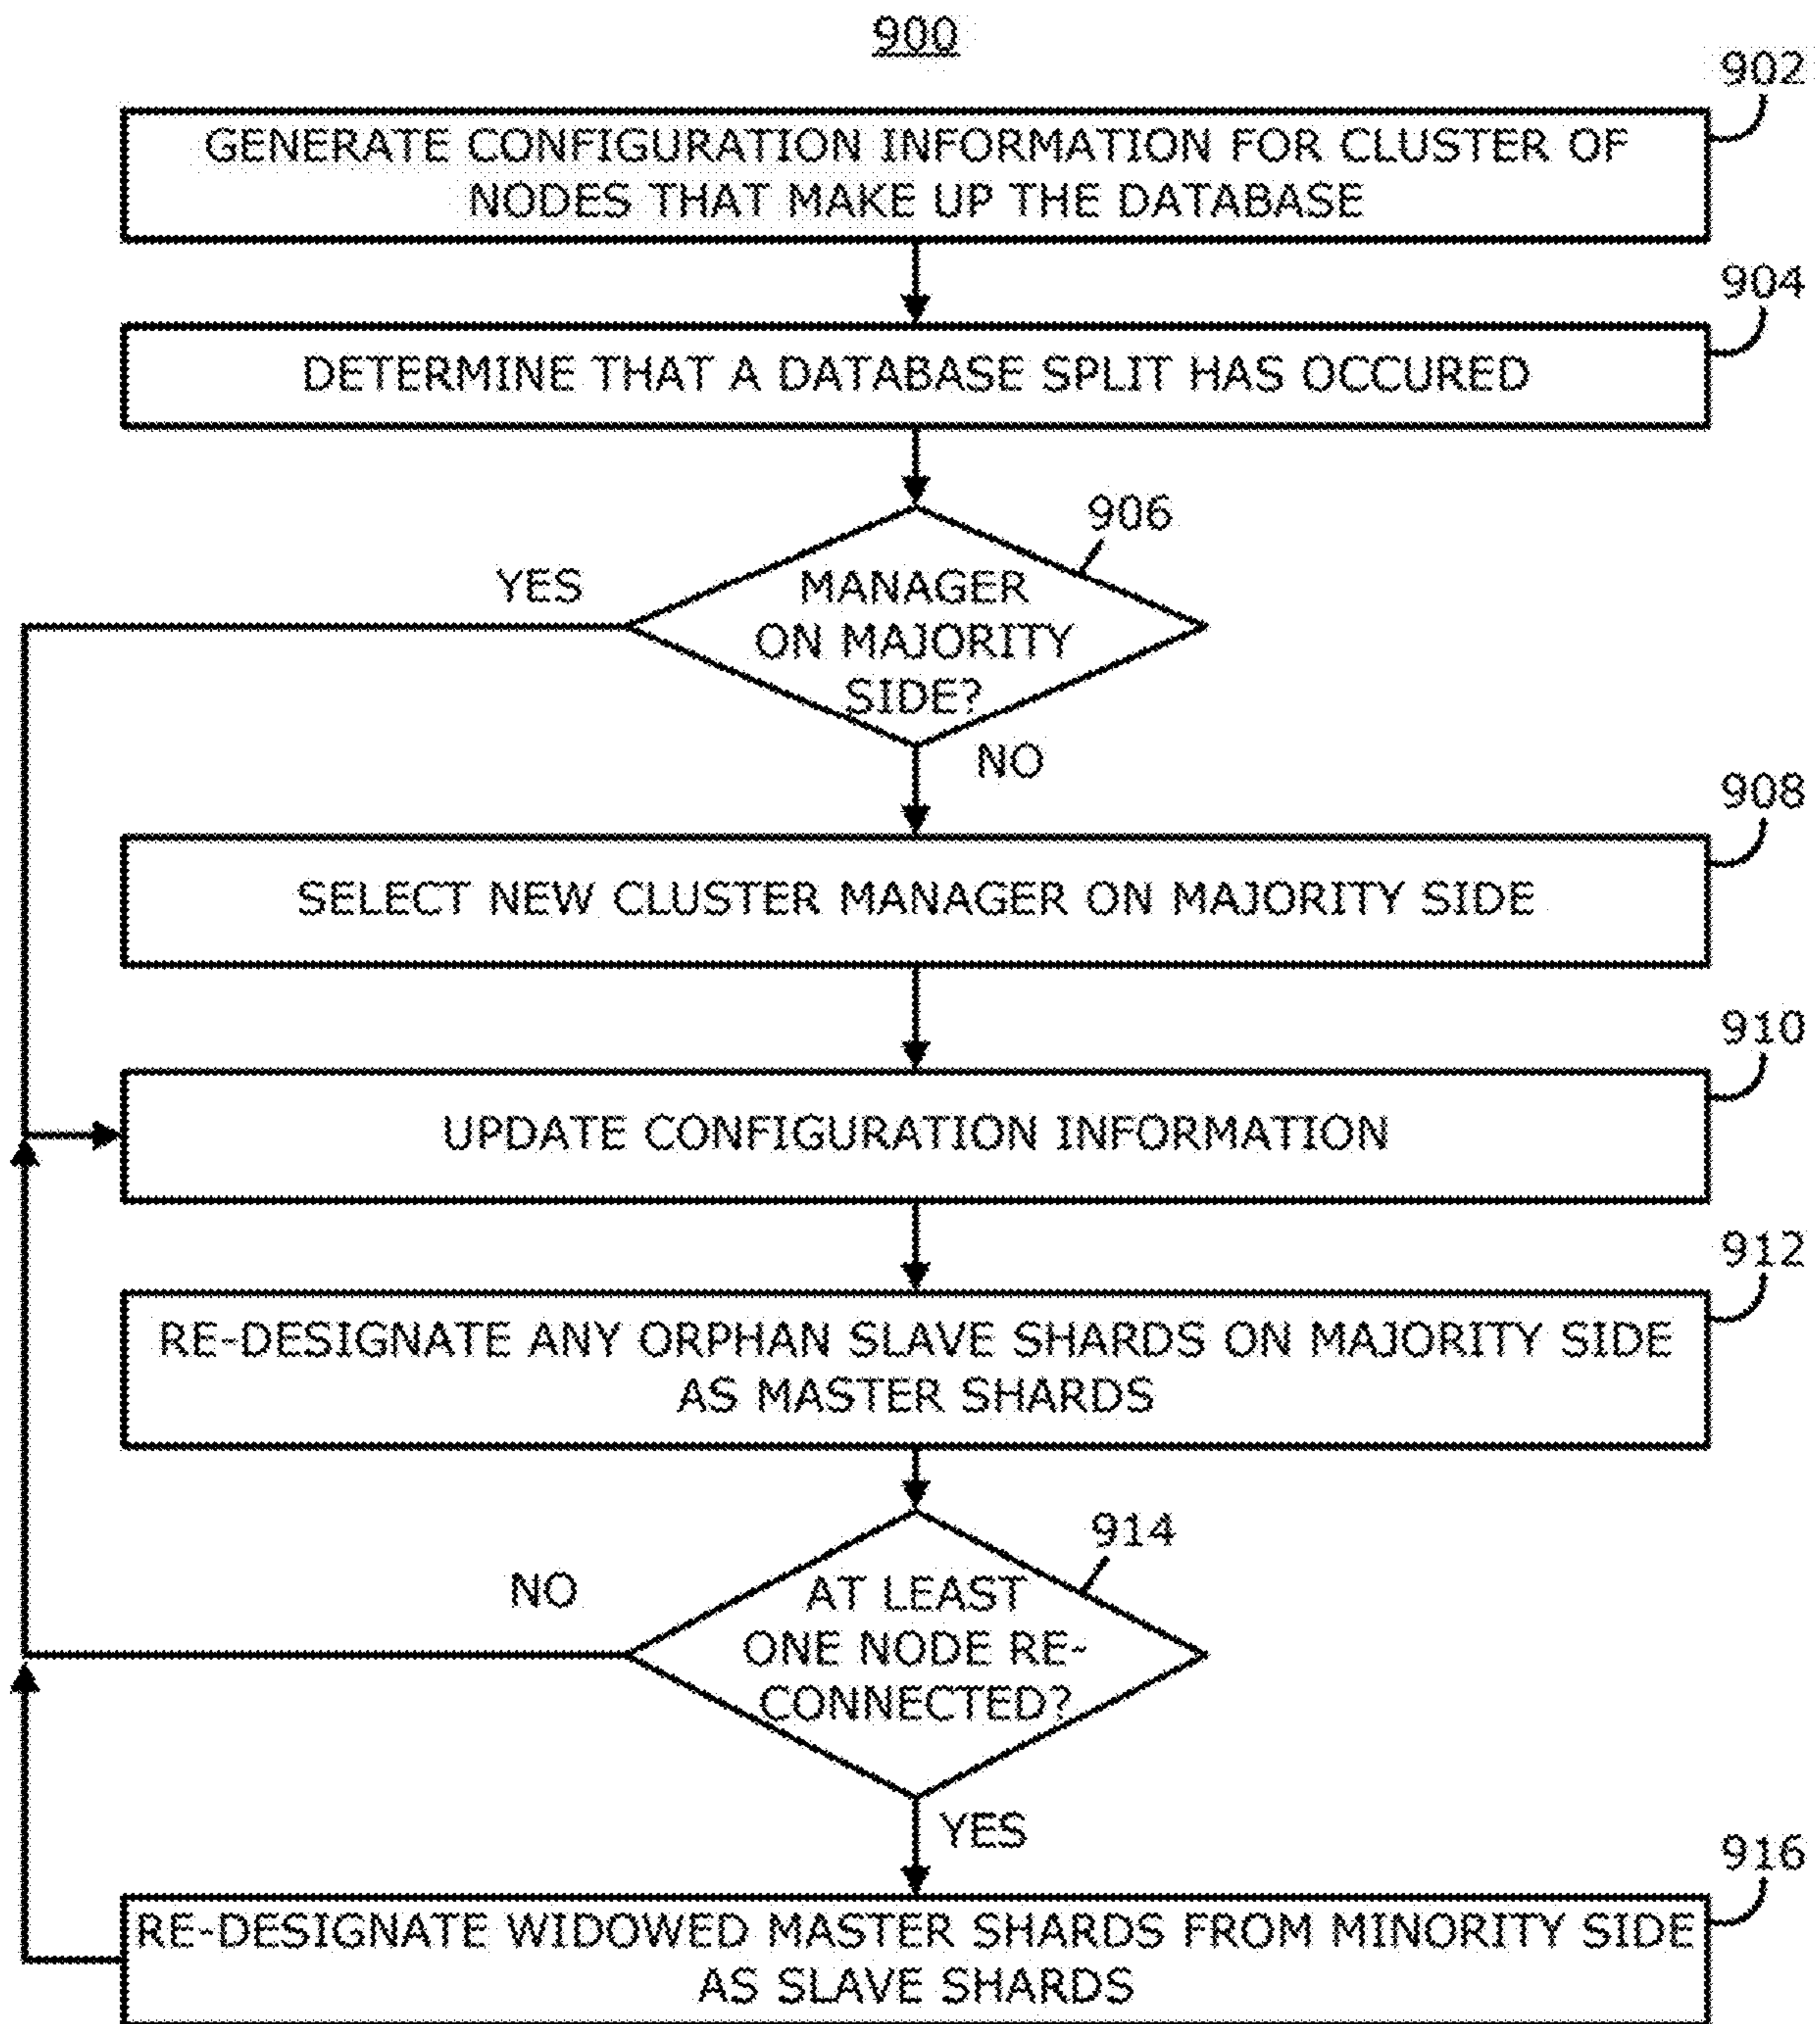 900
902
GENERATE CONFIGURATION INFORMATION FOR CLUSTER OF
NODES THAT MAKE UP THE DATABASE
904
DETERMINE THAT A DATABASE SPLIT HAS OCCURED
906
YES
MANAGER
ON MAJORITY
SIDE?
NO
908
SELECT NEW CLUSTER MANAGER ON MAJORITY SIDE
910
UPDATE CONFIGURATION INFORMATION
912
RE-DESIGNATE ANY ORPHAN SLAVE SHARDS ON MAJORITY SIDE
AS MASTER SHARDS
914
NO
AT LEAST
ONE NODE RE-
CONNECTED?
YES
916
RE-DESIGNATE WIDOWED MASTER SHARDS FROM MINORITY SIDE
AS SLAVE SHARDS